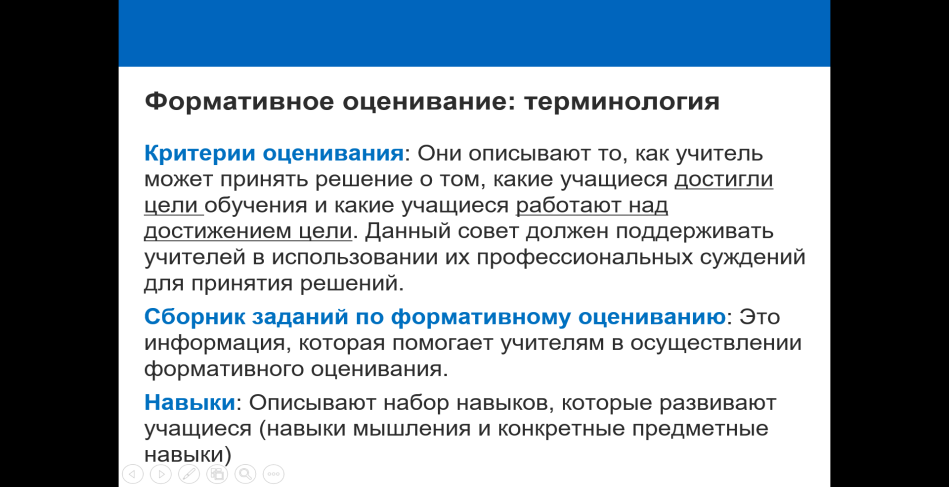 Формативное оценивание: терминология
Критерии оценивания: Они описывают то, как учитель
может принять решение о том, какие учащиеся достигли
цели обучения и какие учащиеся работают над
достижением цели. Данный совет должен поддерживать
учителей в использовании их профессиональных суждений
для принятия решений.
Сборник заданий по формативному оцениванию: Это
информация, которая помогает учителям в осуществлении
формативного оценивания.
Навыки: Описывают набор навыков, которые развивают
учащиеся (навыки мышления и конкретные предметные
навыки)